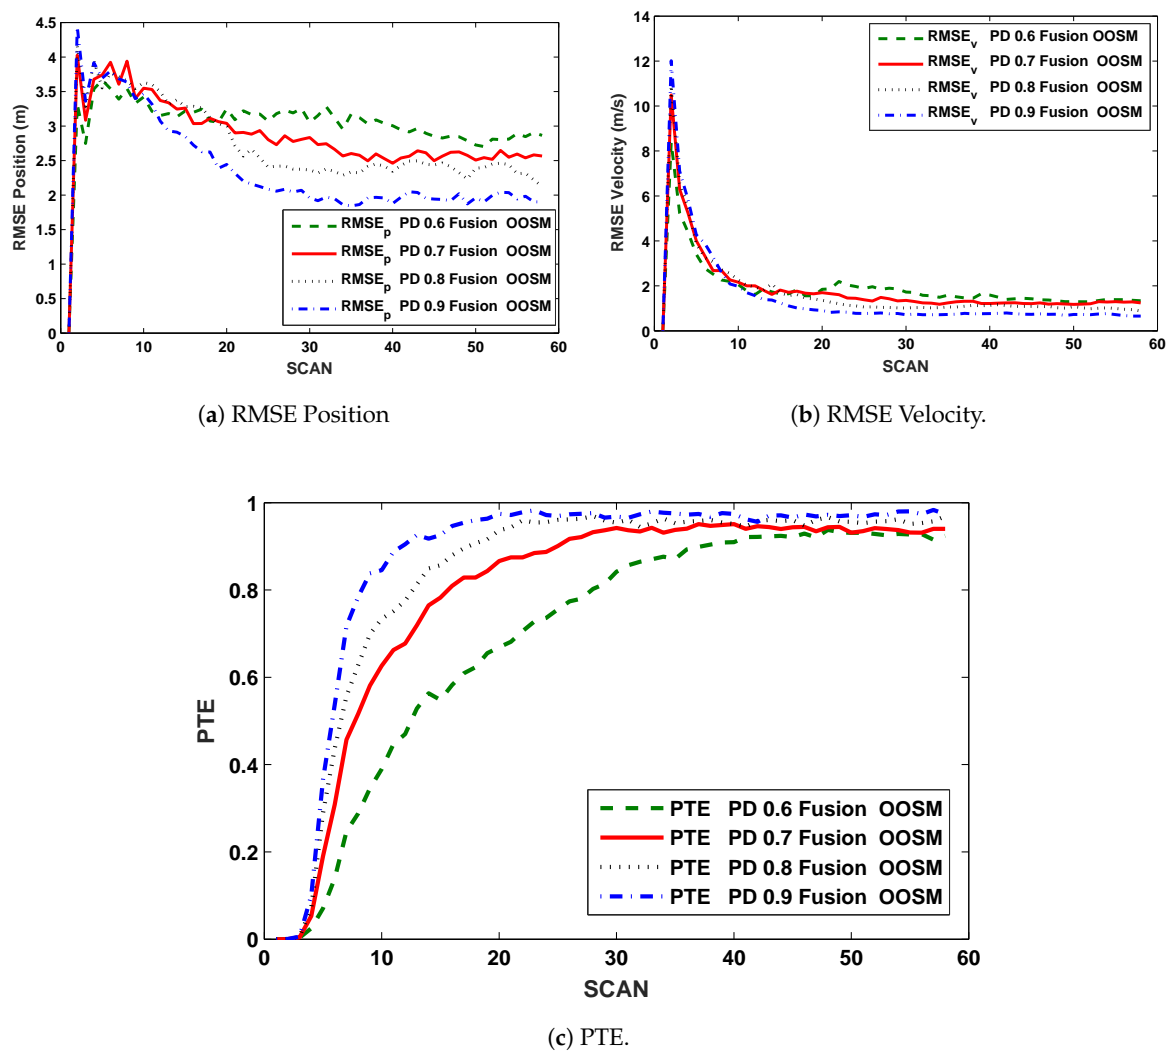 4.5
4
3.5
3
2.5
2
1.5
1
0.5
0
RMSE Position (m)
RMSEp PD 0.6 Fusion OOSM
RMSEp PD 0.7 Fusion OOSM
RMSEp PD 0.8 Fusion OOSM
RMSEp PD 0.9 Fusion OOSM
0 10 20 30 40 50 60
SCAN
(a) RMSE Position
14
12
10
8
6
4
2
0
RMSE Velocity (m/s)
RMSEv PD 0.6 Fusion OOSM
RMSEv PD 0.7 Fusion OOSM
RMSEv PD 0.8 Fusion OOSM
RMSEv PD 0.9 Fusion OOSM
0 10 20 30 40 50 60
SCAN
(b) RMSE Velocity.
1
0.8
0.6
0.4
0.2
0
PTE
PTE PD 0.6 Fusion OOSM
PTE PD 0.7 Fusion OOSM
PTE PD 0.8 Fusion OOSM
PTE PD 0.9 Fusion OOSM
0 10 20 30 40 50 60
SCAN
(c) PTE.